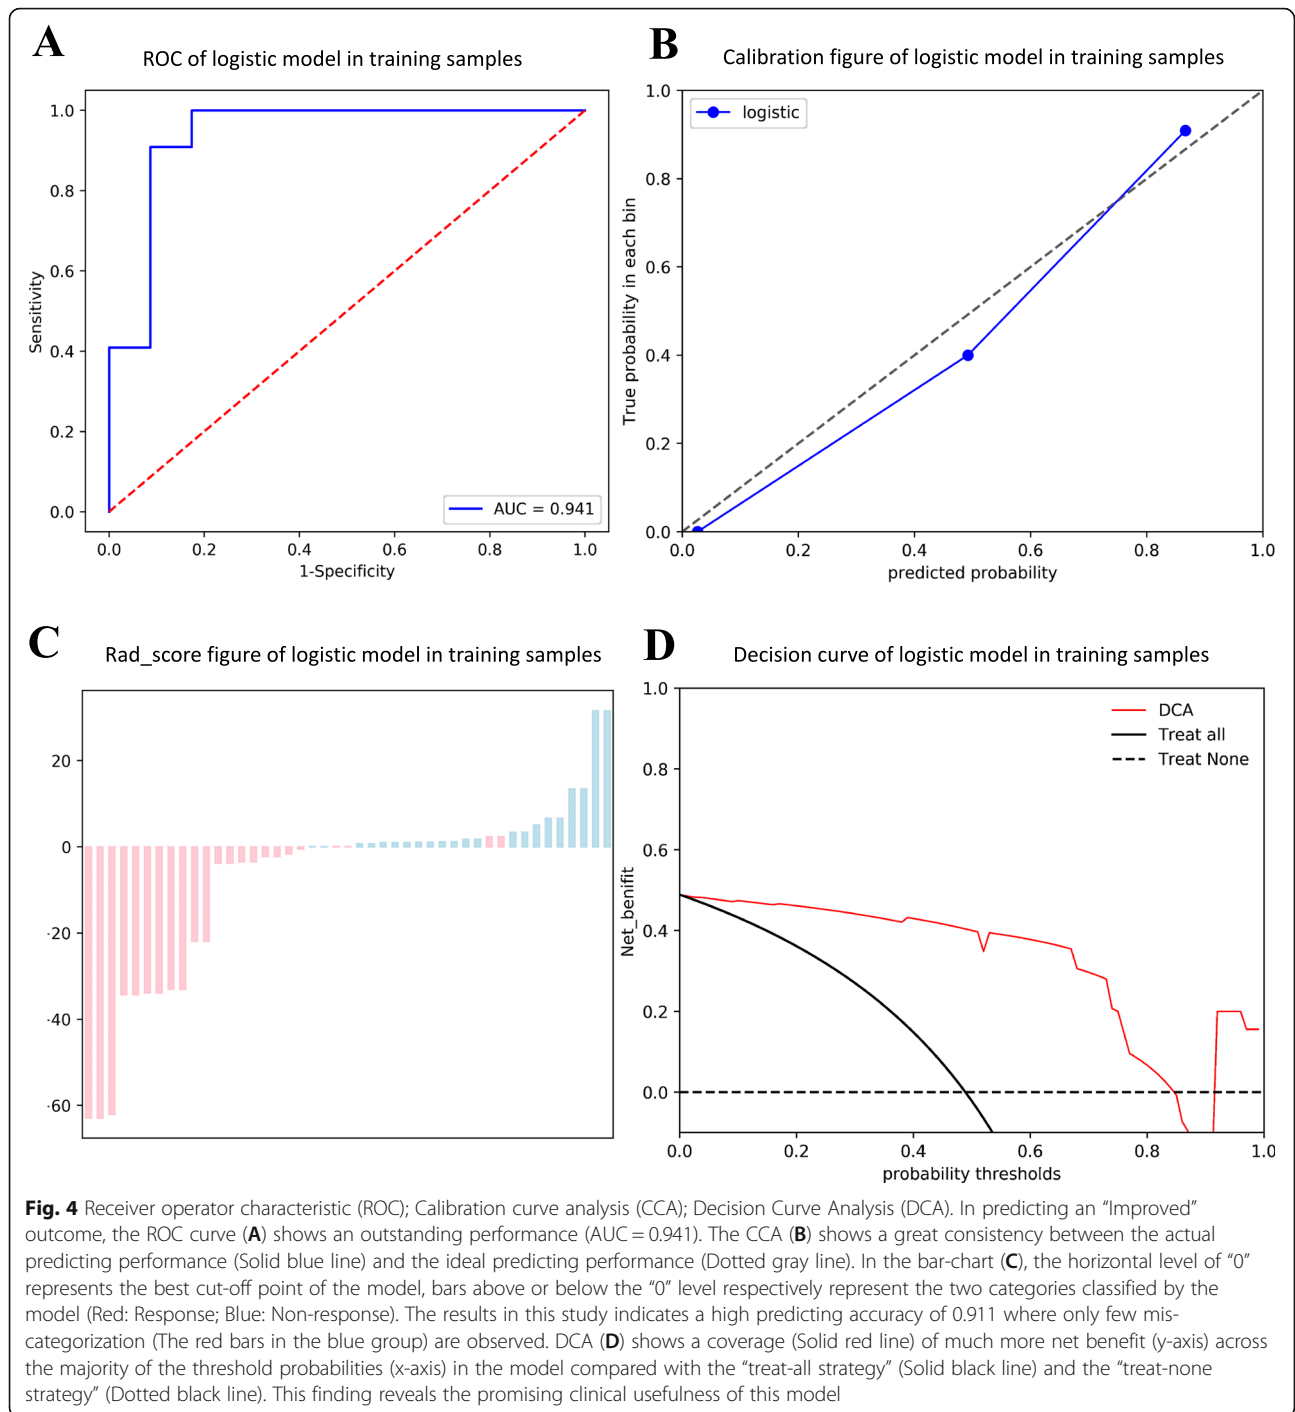 A
ROC of logistic model in training samples
1.0
0.8
0.6
0.4
0.2
0.0
Sensitivity
AUC = 0.941
0.0 0.2 0.4 0.6 0.8 1.0
1-Specificity
B
Calibration figure of logistic model in training samples
1.0
0.8
0.6
0.4
0.2
0.0
True probability in each bin
logistic
0.0 0.2 0.4 0.6 0.8 1.0
predicted probability
C
Rad_score figure of logistic model in training samples
20
0
-20
-40
-60
D
Decision curve of logistic model in training samples
1.0
0.8
0.6
0.4
0.2
0.0
Net_benifit
DCA
Treat all
Treat None
0.0 0.2 0.4 0.6 0.8 1.0
probability thresholds
Fig. 4 Receiver operator characteristic (ROC); Calibration curve analysis (CCA); Decision Curve Analysis (DCA). In predicting an “Improved”
outcome, the ROC curve (A) shows an outstanding performance (AUC = 0.941). The CCA (B) shows a great consistency between the actual
predicting performance (Solid blue line) and the ideal predicting performance (Dotted gray line). In the bar-chart (C), the horizontal level of “0”
represents the best cut-off point of the model, bars above or below the “0” level respectively represent the two categories classified by the
model (Red: Response; Blue: Non-response). The results in this study indicates a high predicting accuracy of 0.911 where only few mis-
categorization (The red bars in the blue group) are observed. DCA (D) shows a coverage (Solid red line) of much more net benefit (y-axis) across
the majority of the threshold probabilities (x-axis) in the model compared with the “treat-all strategy” (Solid black line) and the “treat-none
strategy” (Dotted black line). This finding reveals the promising clinical usefulness of this model